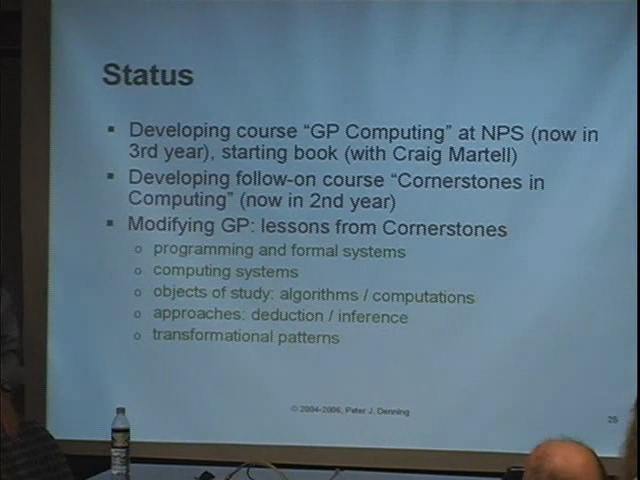 Status
▪ Developing course “GP Computing” at NPS (now in
3rd year), starting book (with Craig Martell)
▪ Developing follow-on course “Cornerstones in
Computing” (now in 2nd year)
▪ Modifying GP: lessons from Cornerstones
o programming and formal systems
o computing systems
o objects of study: algorithms / computations
o approaches: deduction / inference
o transformational patterns
© 2004-2006, Peter J. Denning